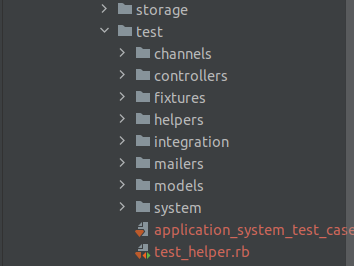 storage
test
channels
controllers
fixtures
helpers
integration
mailers
models
system
application_system_test_case
test_helper.rb